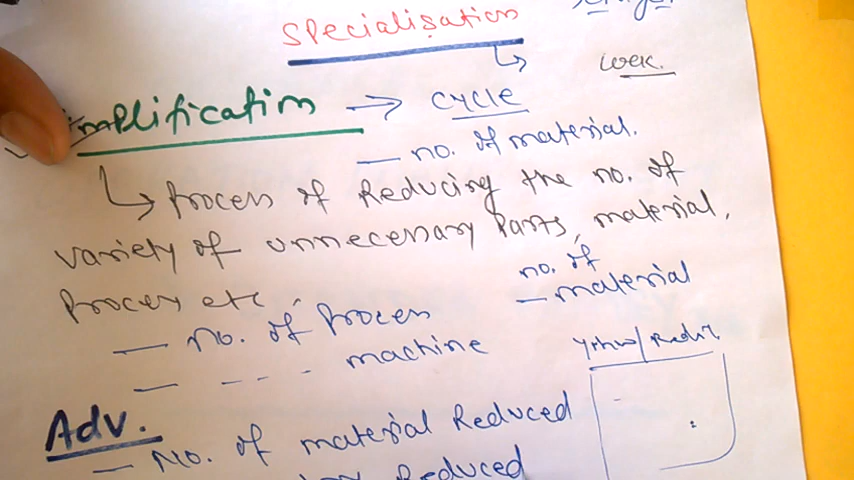 Specialisation
work.
Simplification → cycle
— no. of material.
↳ Process of Reducing the no. of
variety of unnecessary Parts, material,
Process etc.
no. of
— material
— no. of Process
— - - - machine
Adv.
— No. of material Reduced
Reduced